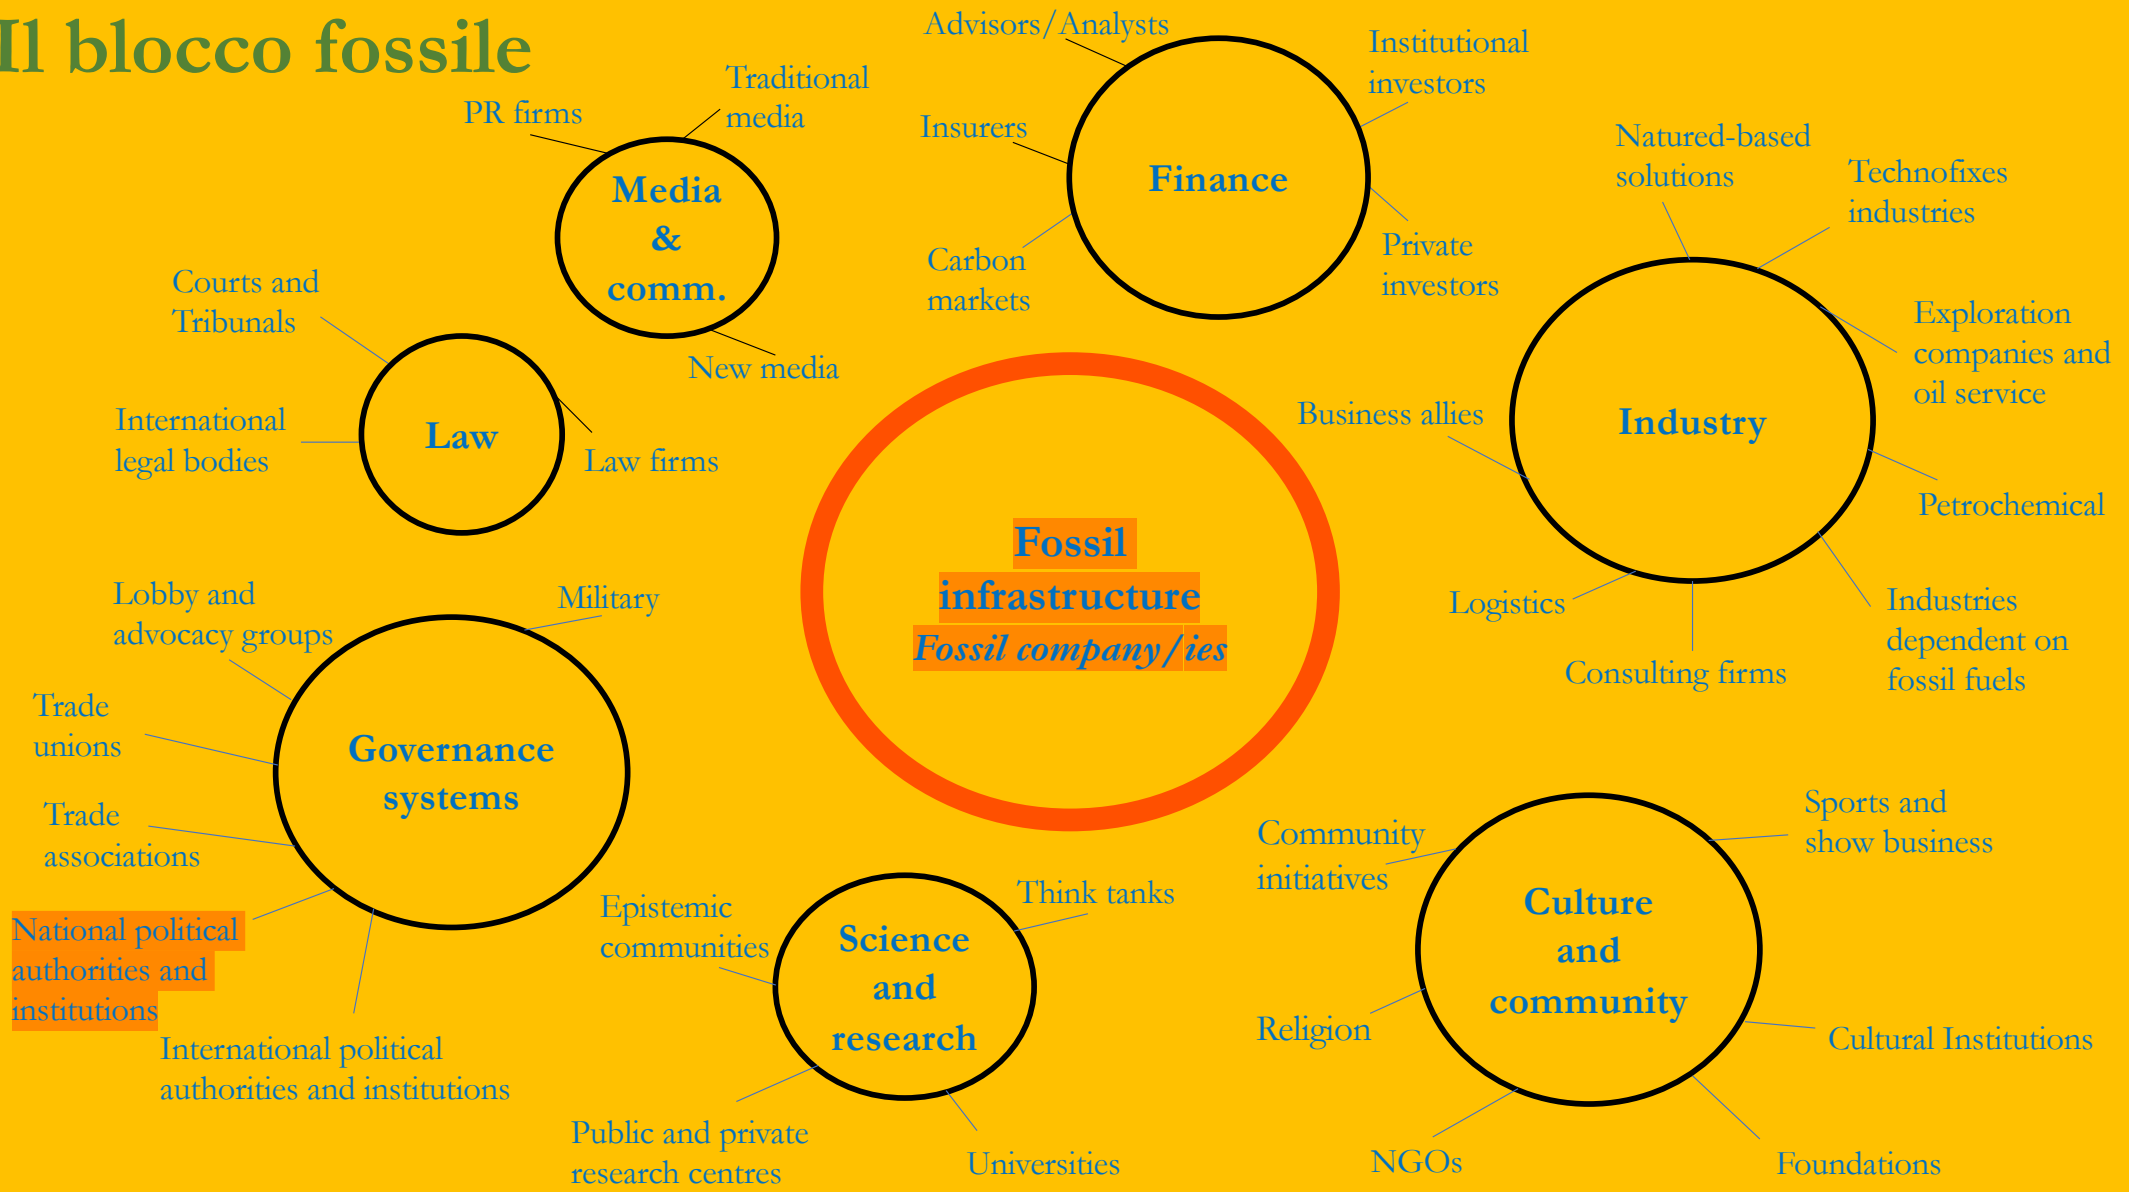 Il blocco fossile
PR firms
Traditional
media
Media
&
comm.
New media
Advisors/Analysts
Institutional
investors
Insurers
Finance
Carbon
markets
Private
investors
Natured-based
solutions
Technofixes
industries
Exploration
companies and
oil service
Business allies
Industry
Petrochemical
Logistics
Consulting firms
Industries
dependent on
fossil fuels
Courts and
Tribunals
International
legal bodies
Law
Law firms
Fossil
infrastructure
Fossil company/ies
Lobby and
advocacy groups
Military
Trade
unions
Governance
systems
Trade
associations
National political
authorities and
institutions
International political
authorities and institutions
Epistemic
communities
Think tanks
Science
and
research
Public and private
research centres
Universities
Community
initiatives
Sports and
show business
Culture
and
community
Religion
Cultural Institutions
NGOs
Foundations